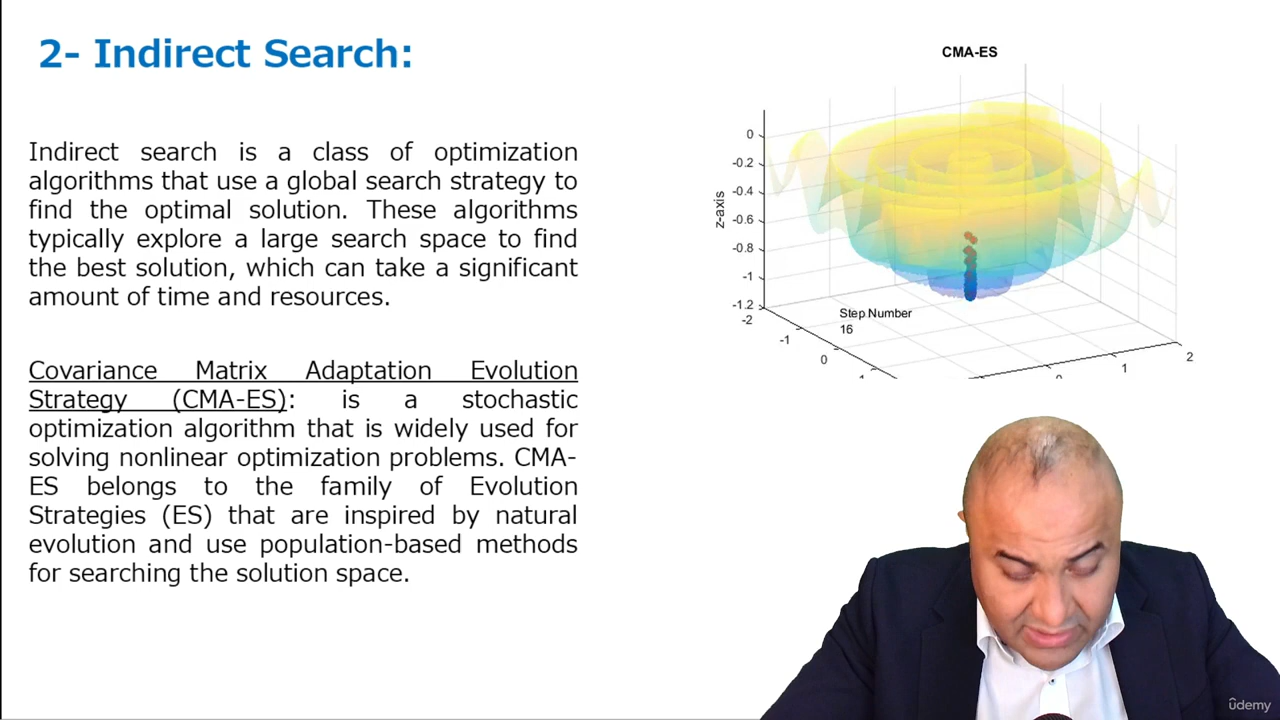 2- Indirect Search:
Indirect search is a class of optimization
algorithms that use a global search strategy to
find the optimal solution. These algorithms
typically explore a large search space to find
the best solution, which can take a significant
amount of time and resources.
Covariance Matrix Adaptation Evolution
Strategy (CMA-ES): is a stochastic
optimization algorithm that is widely used for
solving nonlinear optimization problems. CMA-
ES belongs to the family of Evolution
Strategies (ES) that are inspired by natural
evolution and use population-based methods
for searching the solution space.
CMA-ES
z-axis
0
-0.2
-0.4
-0.6
-0.8
-1
-1.2
-2
-1
0
Step Number
16
1
2
udemy